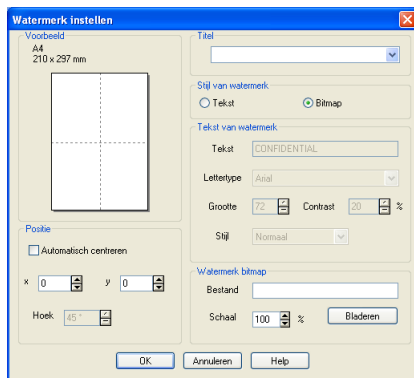 Watermerk instellen
Voorbeeld
A4
210 x 297 mm
Titel
Stijl van watermerk
Tekst
Bitmap
Tekst van watermerk
Tekst CONFIDENTIAL
Lettertype Arial
Grootte 72 Contrast 20 %
Stijl Normaal
Positie
Automatisch centreren
x 0 y 0
Hoek 45 °
Watermerk bitmap
Bestand
Schaal 100 % Bladeren
OK Annuleren Help